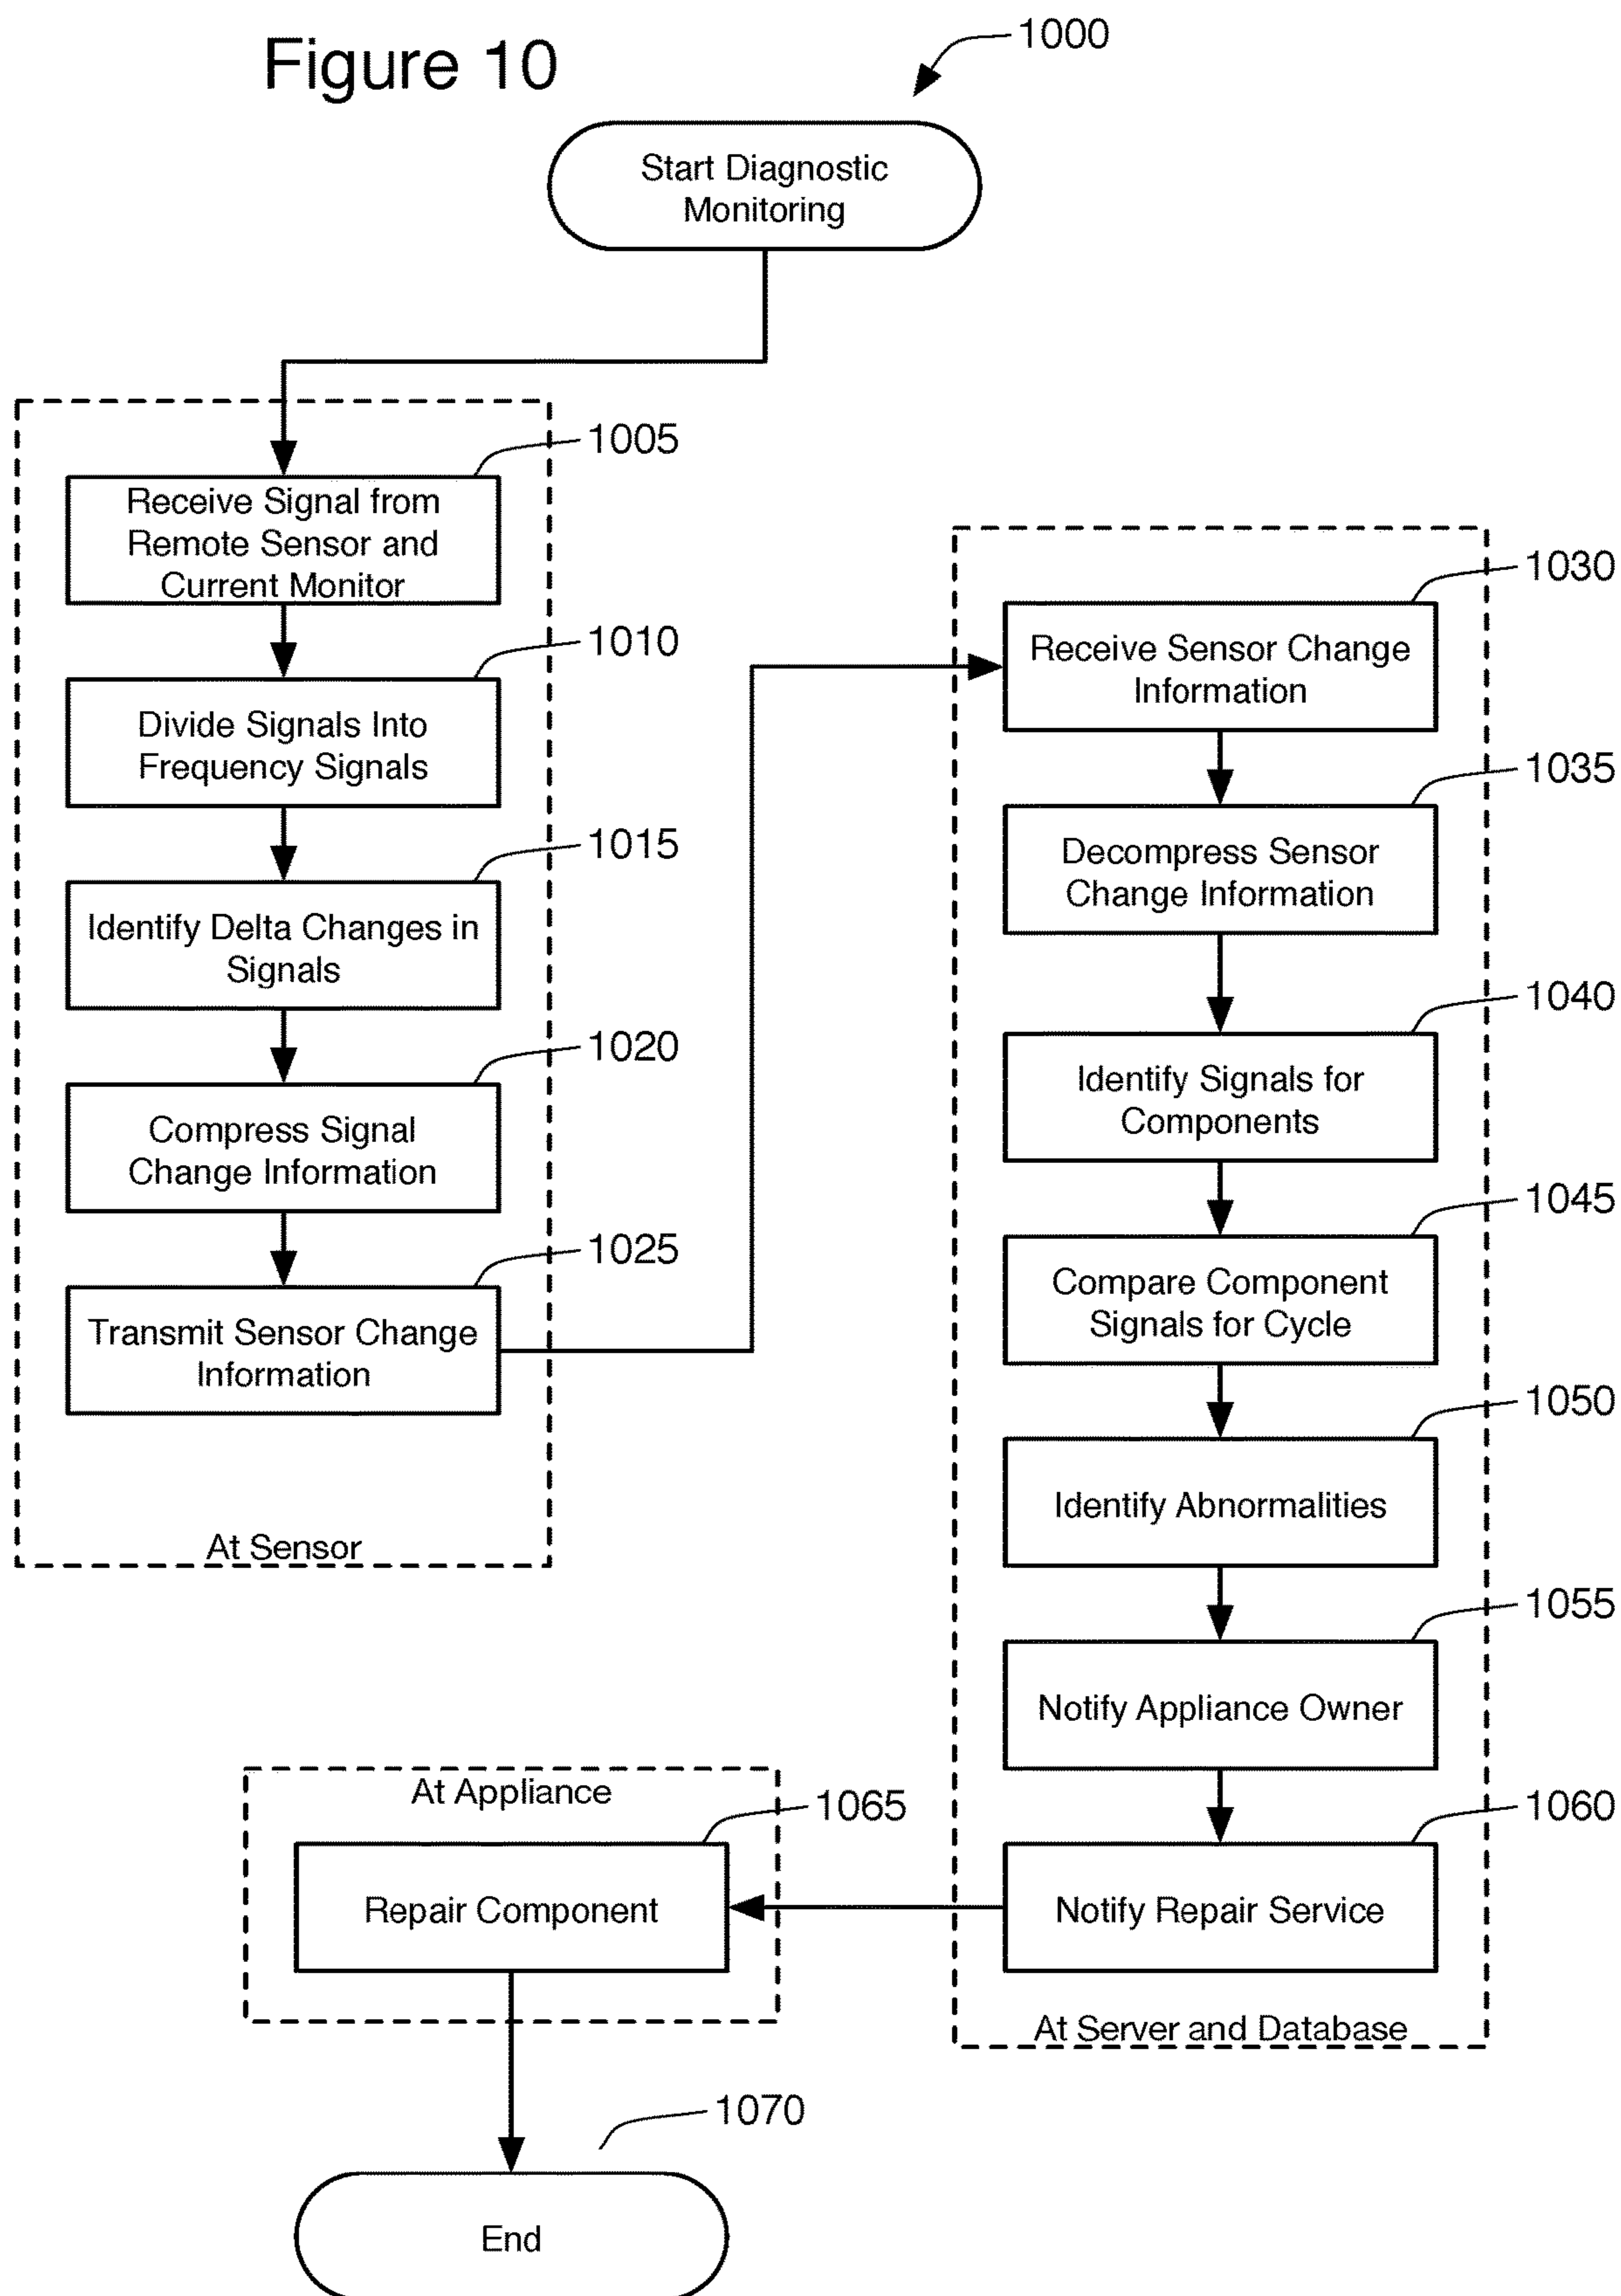 Figure 10
1000
Start Diagnostic
Monitoring
1005
Receive Signal from
Remote Sensor and
Current Monitor
1010
Divide Signals Into
Frequency Signals
1015
Identify Delta Changes in
Signals
1020
Compress Signal
Change Information
1025
Transmit Sensor Change
Information
At Sensor
1030
Receive Sensor Change
Information
1035
Decompress Sensor
Change Information
1040
Identify Signals for
Components
1045
Compare Component
Signals for Cycle
1050
Identify Abnormalities
1055
Notify Appliance Owner
1060
Notify Repair Service
At Server and Database
At Appliance
1065
Repair Component
1070
End